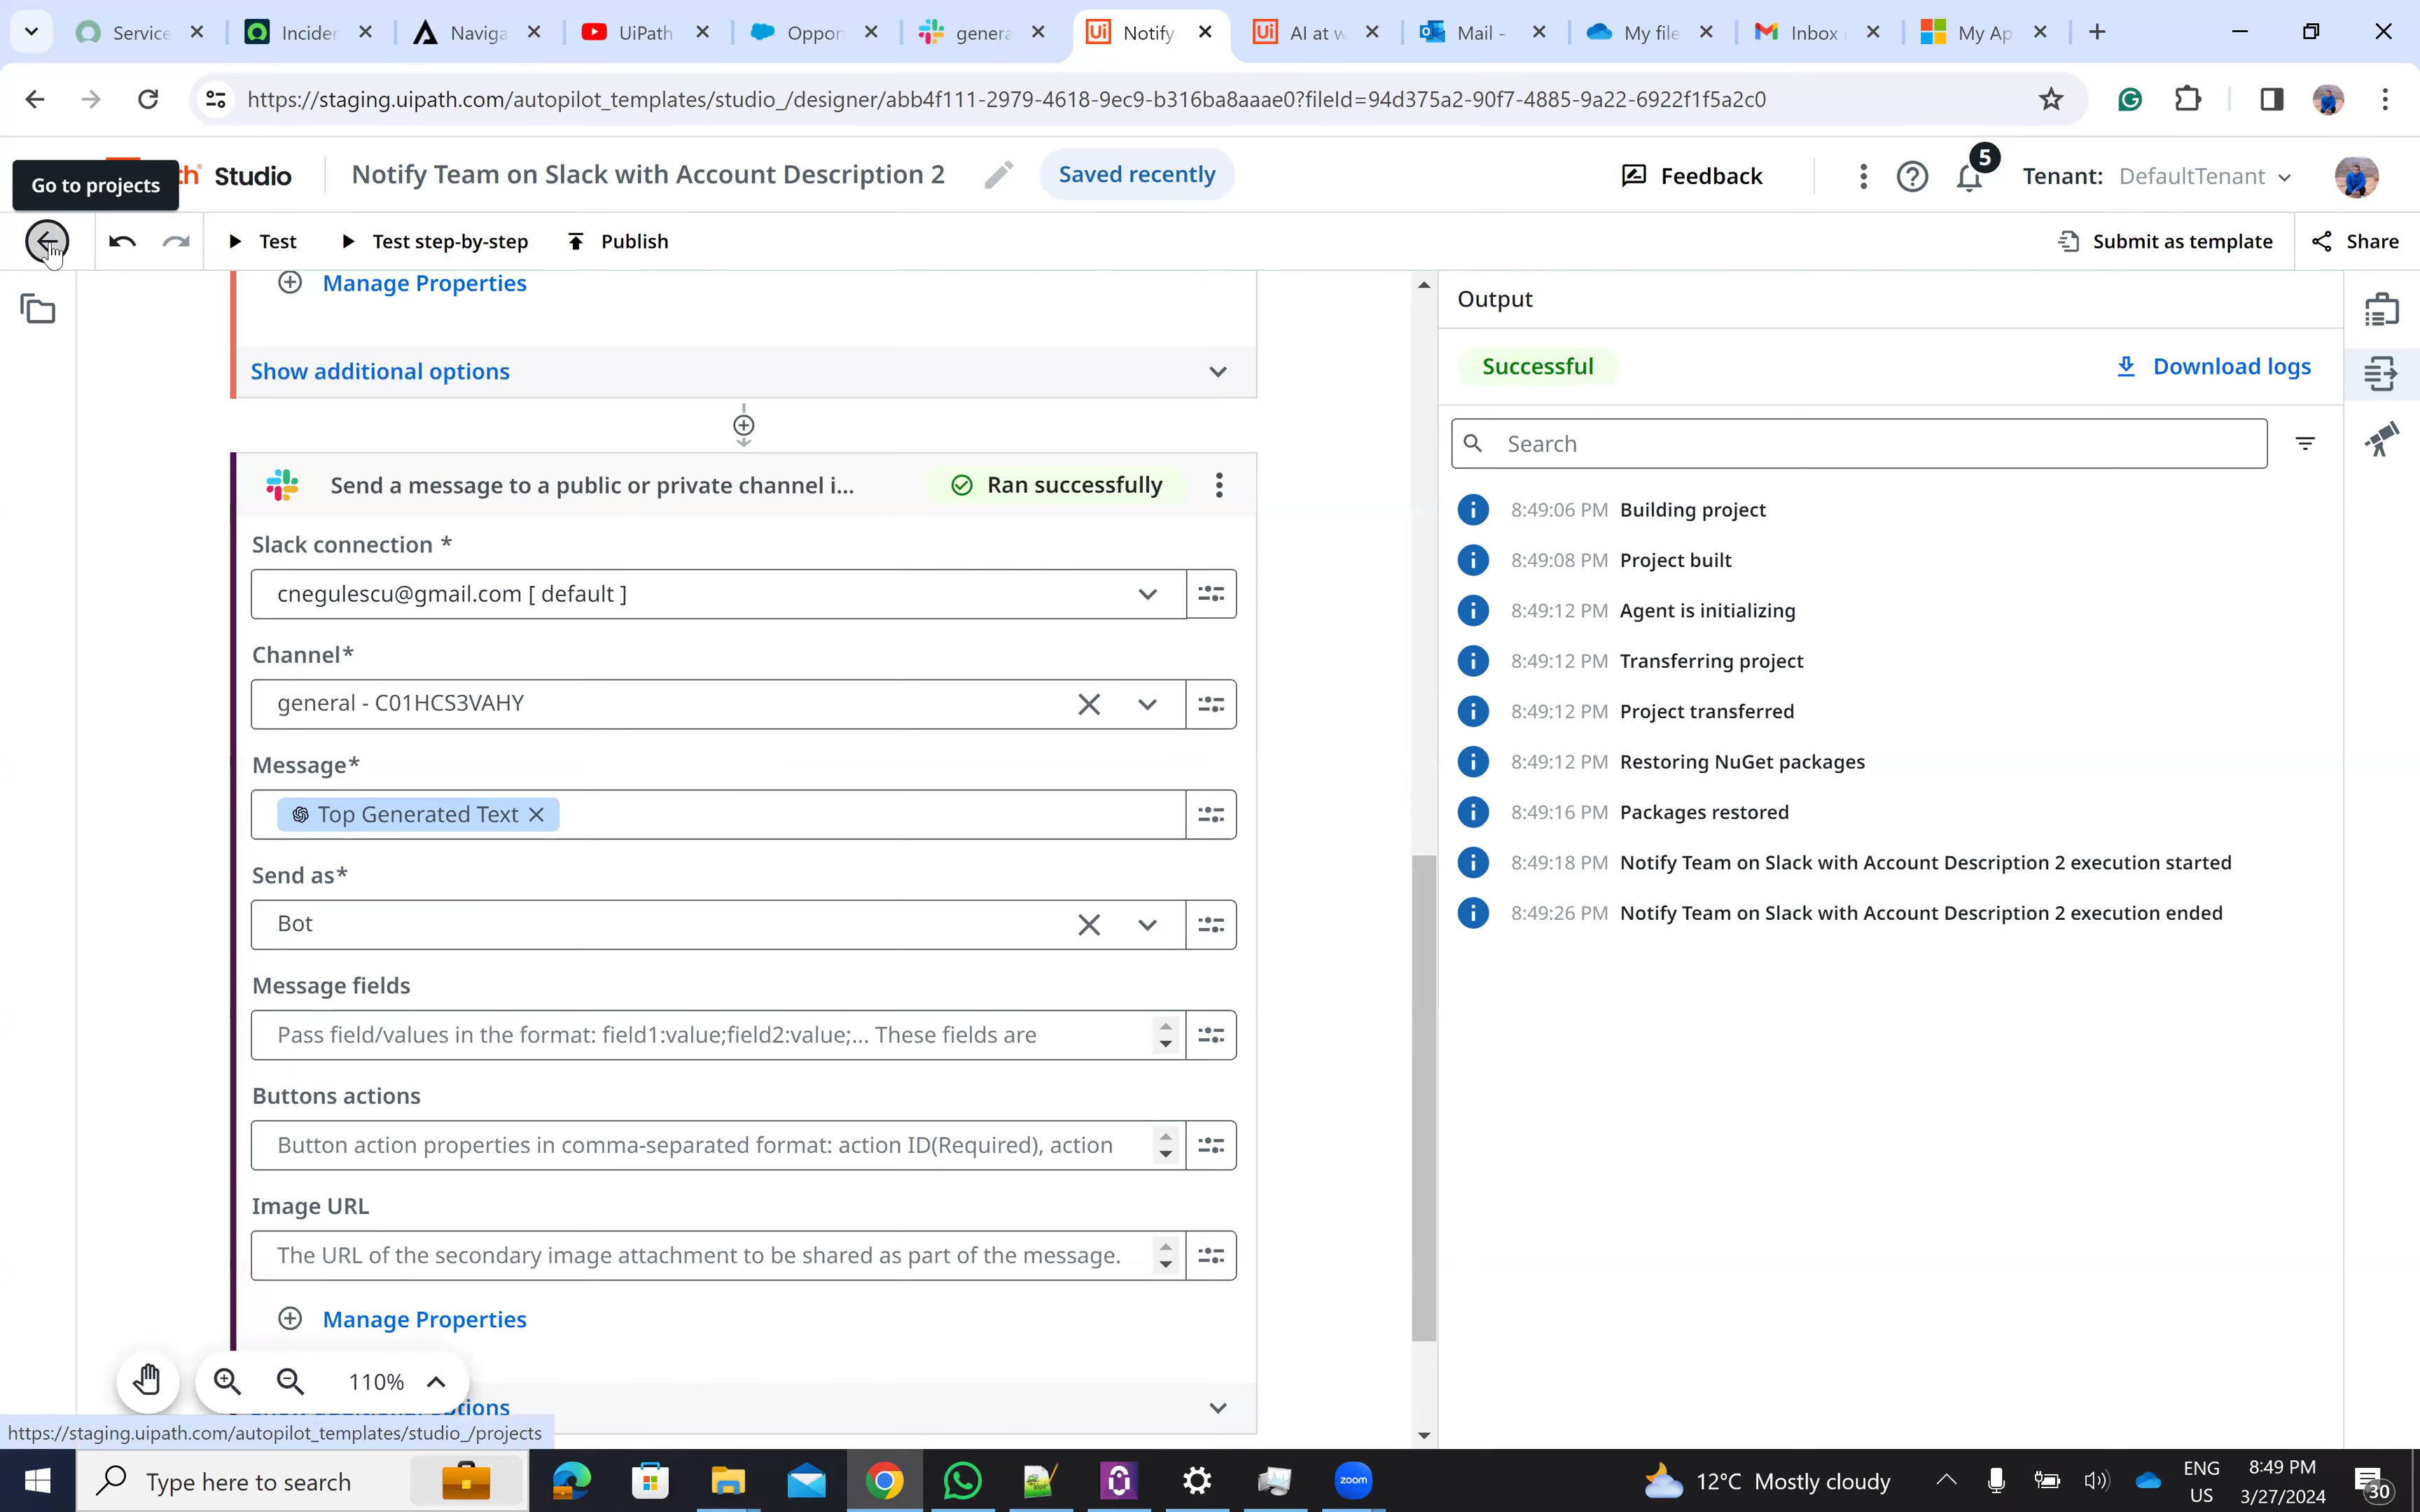 Service
Inciden
Naviga
UiPath
Oppor
genera
Notify
AI at w
Mail -
My file
Inbox
My Ap
https://staging.uipath.com/autopilot_templates/studio_/designer/abb4f111-2979-4618-9ec9-b316ba8aaae0?fileId=94d375a2-90f7-4885-9a22-6922f1f5a2c0
Go to projects
Studio
Notify Team on Slack with Account Description 2
Saved recently
Feedback
5
Tenant: DefaultTenant
Test
Test step-by-step
Publish
Submit as template
Share
Manage Properties
Show additional options
Send a message to a public or private channel i...
Ran successfully
Slack connection *
cnegulescu@gmail.com [ default ]
Channel*
general - C01HCS3VAHY
Message*
Top Generated Text
Send as*
Bot
Message fields
Pass field/values in the format: field1:value;field2:value;... These fields are
Buttons actions
Button action properties in comma-separated format: action ID(Required), action
Image URL
The URL of the secondary image attachment to be shared as part of the message.
Manage Properties
110%
https://staging.uipath.com/autopilot_templates/studio_/projects
Output
Successful
Download logs
Search
8:49:06 PM Building project
8:49:08 PM Project built
8:49:12 PM Agent is initializing
8:49:12 PM Transferring project
8:49:12 PM Project transferred
8:49:12 PM Restoring NuGet packages
8:49:16 PM Packages restored
8:49:18 PM Notify Team on Slack with Account Description 2 execution started
8:49:26 PM Notify Team on Slack with Account Description 2 execution ended
Type here to search
zoom
12°C Mostly cloudy
ENG
US
8:49 PM
3/27/2024
30